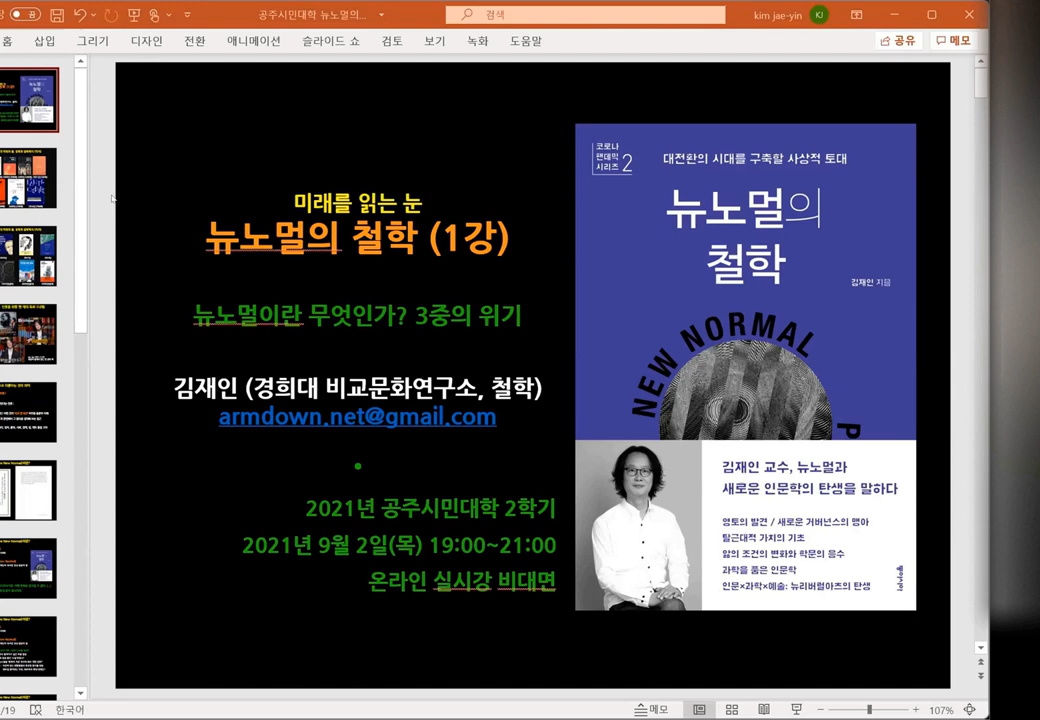 공주시민대학 뉴노멀의...
검색
kim jae-yin
KJ
홈 삽입 그리기 디자인 전환 애니메이션 슬라이드 쇼 검토 보기 녹화 도움말
공유
메모
미래를 읽는 눈
뉴노멀의 철학 (1강)
뉴노멀이란 무엇인가? 3중의 위기
김재인 (경희대 비교문화연구소, 철학)
armdown.net@gmail.com
2021년 공주시민대학 2학기
2021년 9월 2일(목) 19:00~21:00
온라인 실시강 비대면
코로나
팬데믹
시리즈 2
대전환의 시대를 구축할 사상적 토대
뉴노멀의
철학
김재인 지음
NEW NORMAL
P
김재인 교수, 뉴노멀과
새로운 인문학의 탄생을 말하다
영토의 발견 / 새로운 거버넌스의 맹아
탈근대적 가치의 기초
앎의 조건의 변화와 학문의 응수
과학을 품은 인문학
인문×과학×예술: 뉴리버럴아츠의 탄생
/19
한국어
메모
107%